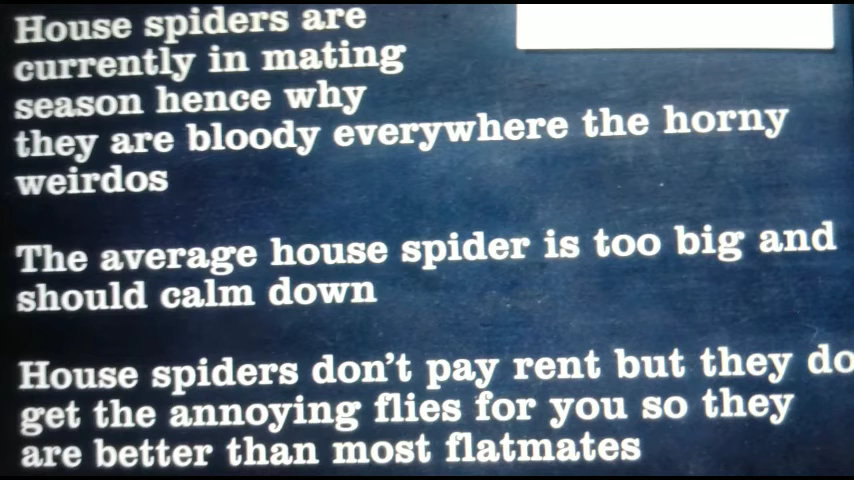 House spiders are
currently in mating
season hence why
they are bloody everywhere the horny
weirdos
The average house spider is too big and
should calm down
House spiders don't pay rent but they do
get the annoying flies for you so they
are better than most flatmates